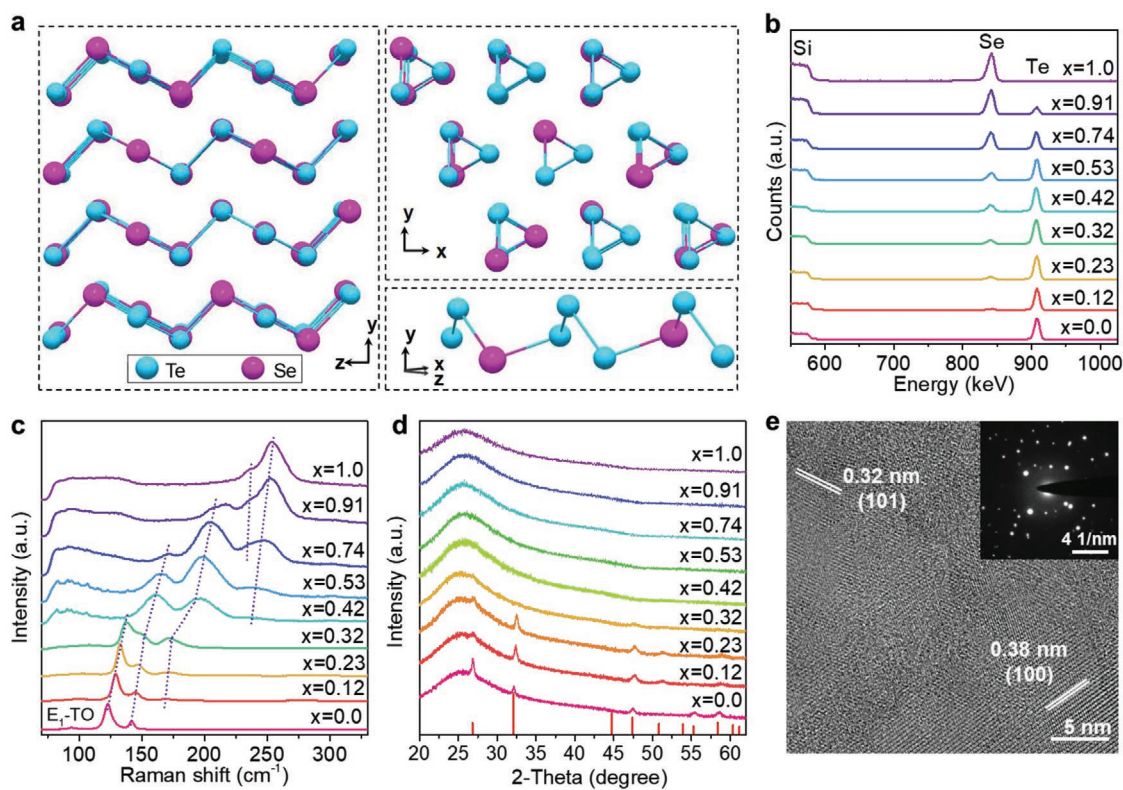 a
y
z
Te
Se
y
x
y
x
z
b
Si
Se
Te
x=1.0
x=0.91
x=0.74
x=0.53
x=0.42
x=0.32
x=0.23
x=0.12
x=0.0
Counts (a.u.)
600 700 800 900 1000
Energy (keV)
c
x=1.0
x=0.91
x=0.74
x=0.53
x=0.42
x=0.32
x=0.23
x=0.12
E₁-TO
x=0.0
Intensity (a.u.)
100 150 200 250 300
Raman shift (cm⁻¹)
d
x=1.0
x=0.91
x=0.74
x=0.53
x=0.42
x=0.32
x=0.23
x=0.12
x=0.0
Intensity (a.u.)
20 25 30 35 40 45 50 55 60
2-Theta (degree)
e
0.32 nm
(101)
4 1/nm
0.38 nm
(100)
5 nm